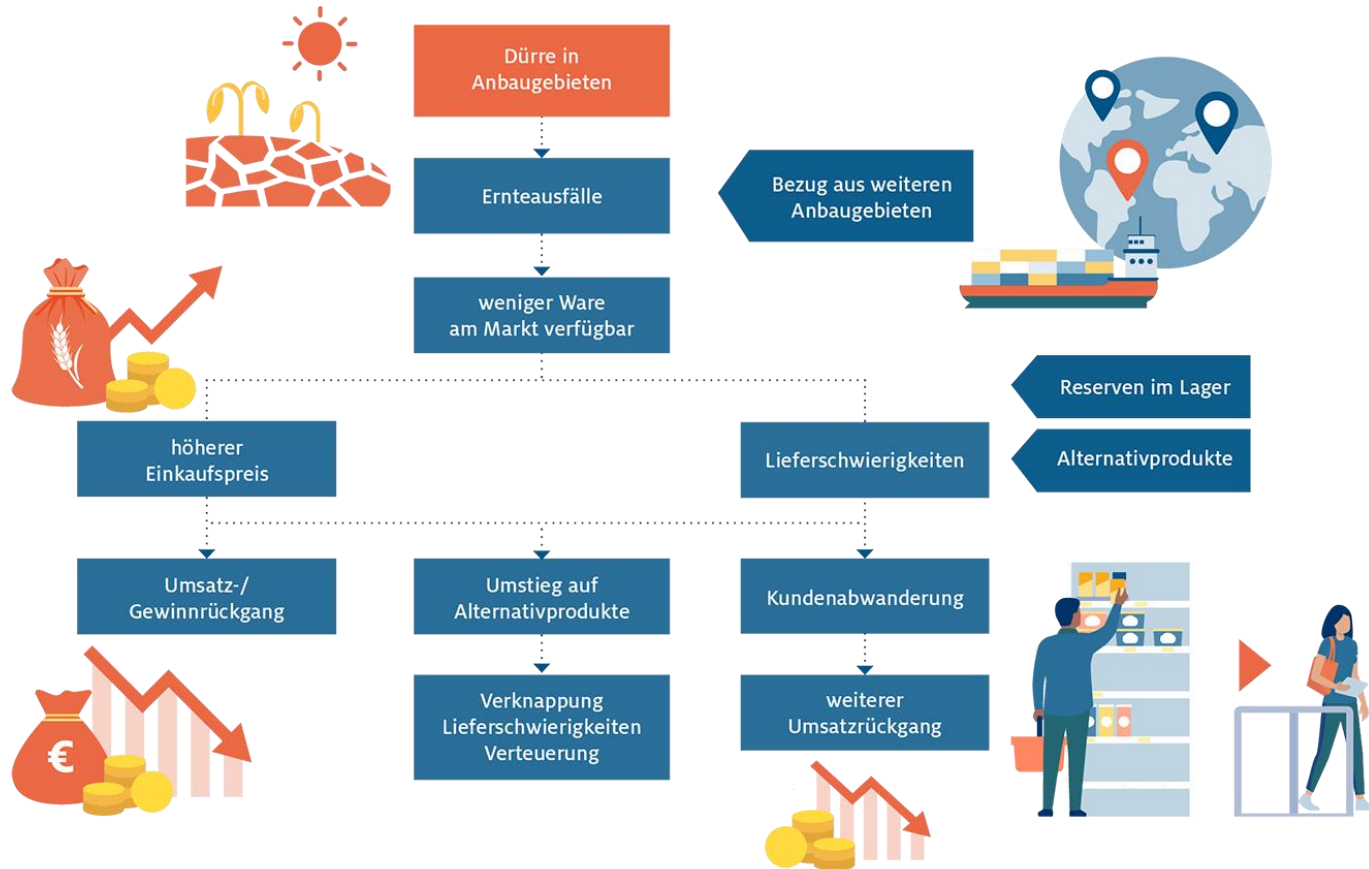 Dürre in
Anbaugebieten
Ernteausfälle
Bezug aus weiteren
Anbaugebieten
weniger Ware
am Markt verfügbar
Reserven im Lager
höherer
Einkaufspreis
Lieferschwierigkeiten
Alternativprodukte
Umsatz-/
Gewinnrückgang
Umstieg auf
Alternativprodukte
Kundenabwanderung
Verknappung
Lieferschwierigkeiten
Verteuerung
weiterer
Umsatzrückgang
€